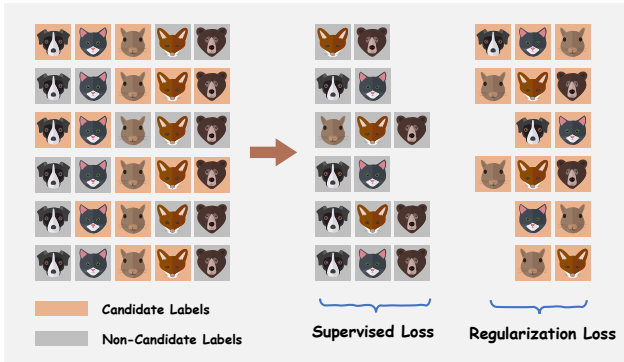 Candidate Labels
Non-Candidate Labels
Supervised Loss
Regularization Loss